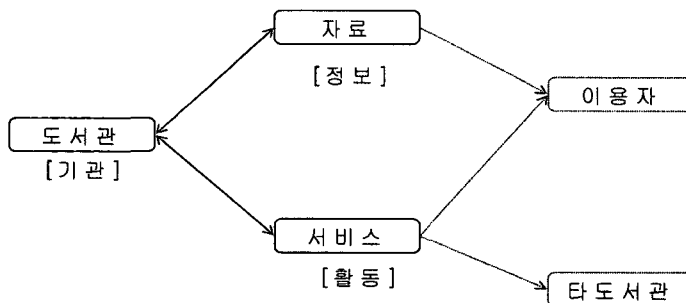 자료
[정보]
이용자
도서관
[기관]
서비스
[활동]
타도서관